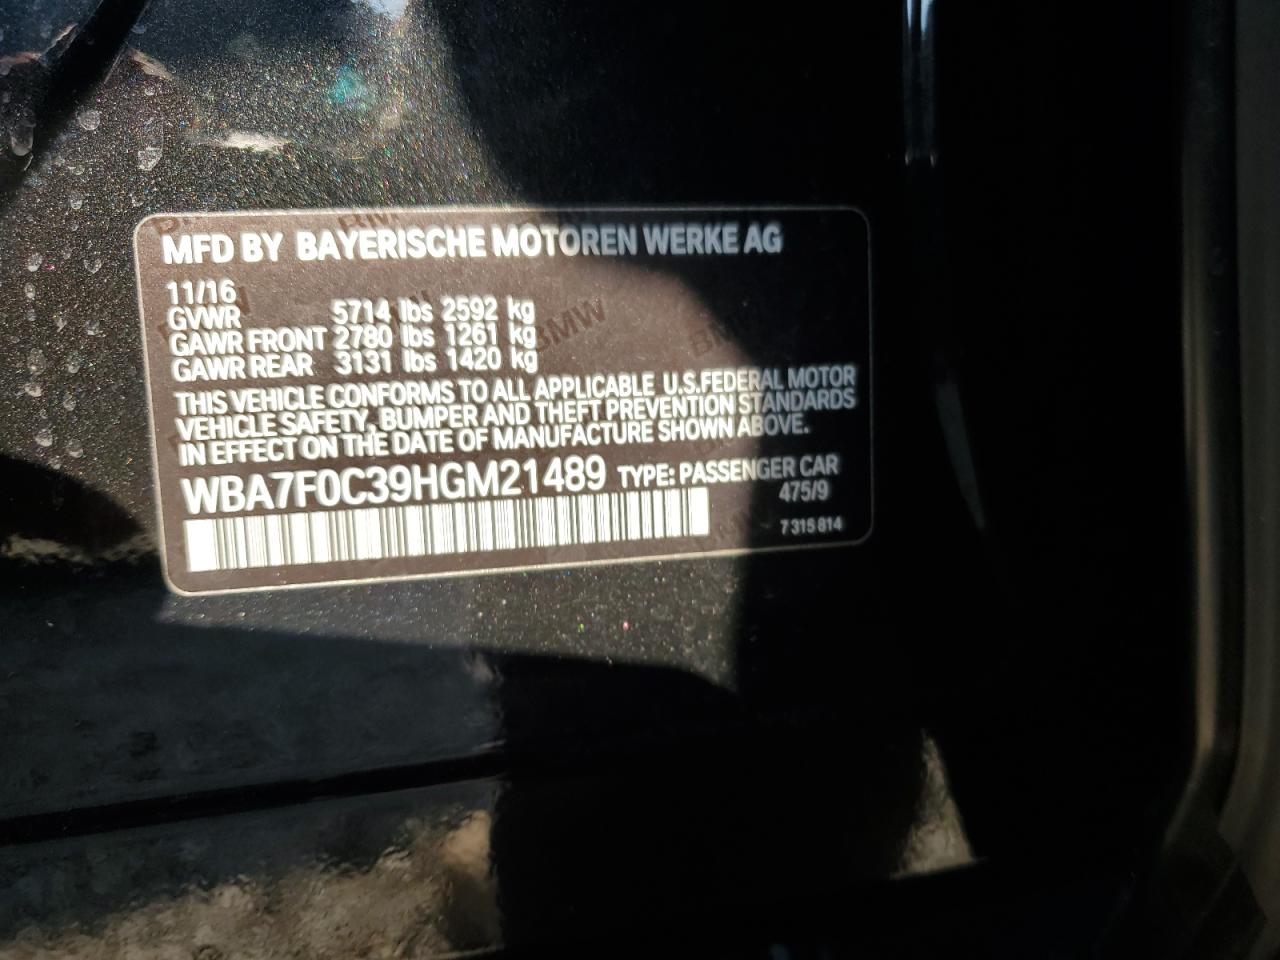 MFD BY BAYERISCHE MOTOREN WERKE AG
11/16
GVWR 5714 lbs 2592 kg
GAWR FRONT 2780 lbs 1261 kg
GAWR REAR 3131 lbs 1420 kg
THIS VEHICLE CONFORMS TO ALL APPLICABLE U.S.FEDERAL MOTOR
VEHICLE SAFETY, BUMPER AND THEFT PREVENTION STANDARDS
IN EFFECT ON THE DATE OF MANUFACTURE SHOWN ABOVE.
WBA7F0C39HGM21489 TYPE: PASSENGER CAR
475/9
7 315 814